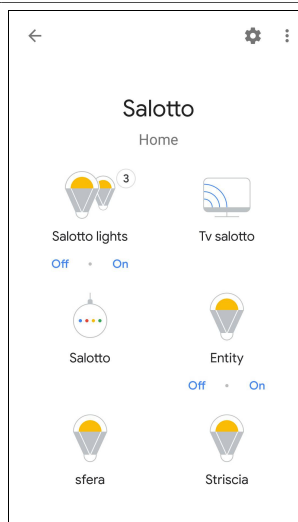 Salotto
Home
3
Salotto lights
Tv salotto
Off • On
Salotto
Entity
Off • On
sfera
Striscia